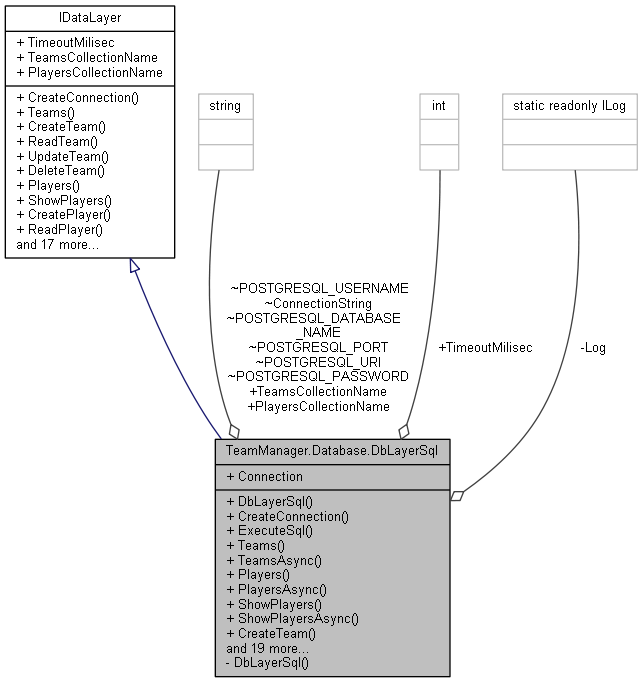 IDataLayer
+ TimeoutMilisec
+ TeamsCollectionName
+ PlayersCollectionName
+ CreateConnection()
+ Teams()
+ CreateTeam()
+ ReadTeam()
+ UpdateTeam()
+ DeleteTeam()
+ Players()
+ ShowPlayers()
+ CreatePlayer()
+ ReadPlayer()
and 17 more...
string
int
static readonly ILog
~POSTGRESQL_USERNAME
~ConnectionString
~POSTGRESQL_DATABASE
_NAME
~POSTGRESQL_PORT
~POSTGRESQL_URI
~POSTGRESQL_PASSWORD
+TeamsCollectionName
+PlayersCollectionName
+TimeoutMilisec
-Log
TeamManager.Database.DbLayerSql
+ Connection
+ DbLayerSql()
+ CreateConnection()
+ ExecuteSql()
+ Teams()
+ TeamsAsync()
+ Players()
+ PlayersAsync()
+ ShowPlayers()
+ ShowPlayersAsync()
+ CreateTeam()
and 19 more...
- DbLayerSql()